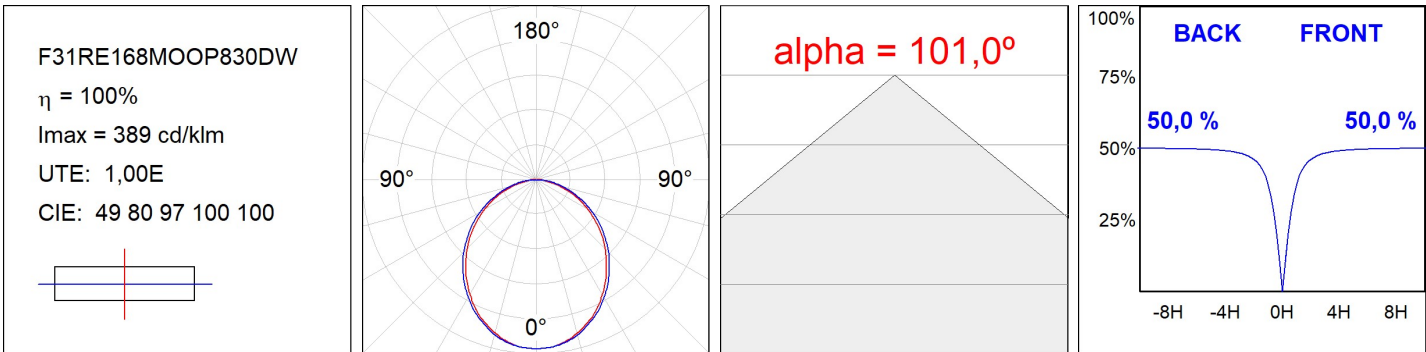 F31RE168MOOP830DW
η = 100%
Imax = 389 cd/klm
UTE: 1,00E
CIE: 49 80 97 100 100
180°
90° 90°
0°
alpha = 101,0º
100%
BACK FRONT
75%
50,0 % 50,0 %
50%
25%
-8H -4H 0H 4H 8H